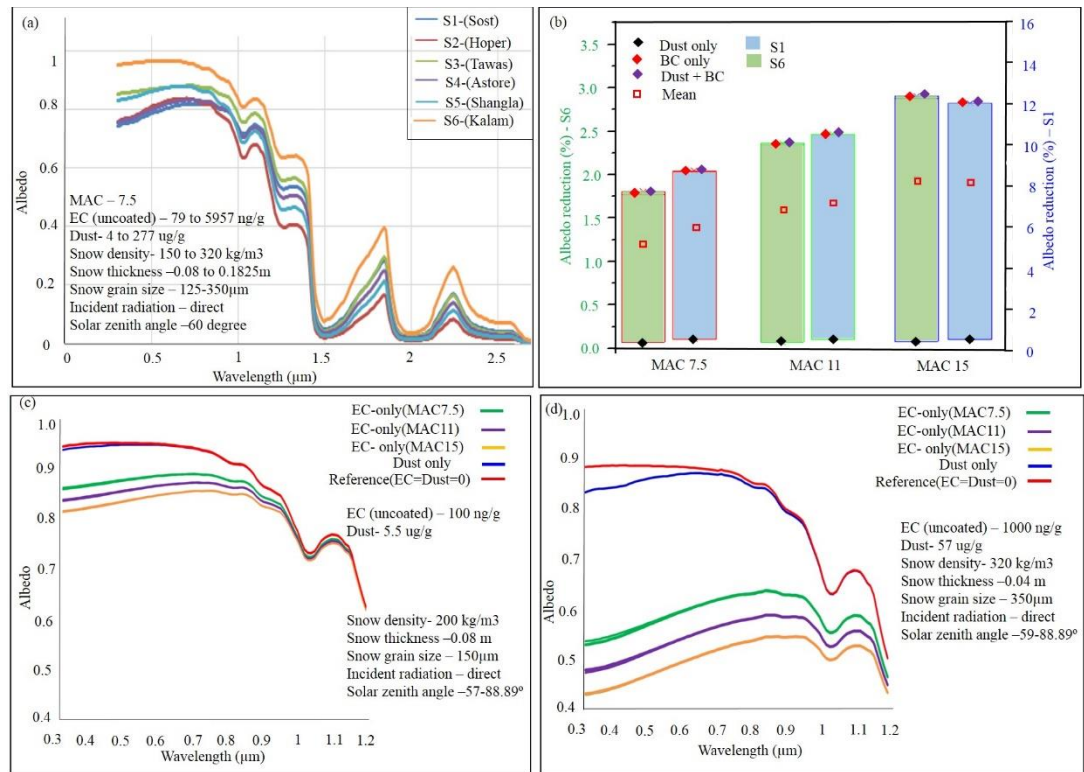 (a)
S1-(Sost)
S2-(Hoper)
S3-(Tawas)
S4-(Astore)
S5-(Shangla)
S6-(Kalam)
1
0.8
0.6
0.4
0.2
0
Albedo
MAC – 7.5
EC (uncoated) – 79 to 5957 ng/g
Dust- 4 to 277 ug/g
Snow density- 150 to 320 kg/m3
Snow thickness –0.08 to 0.1825m
Snow grain size – 125-350µm
Incident radiation – direct
Solar zenith angle –60 degree
0 0.5 1 1.5 2 2.5
Wavelength (µm)
(b)
Dust only
BC only
Dust + BC
Mean
S1
S6
3.5
3.0
2.5
2.0
1.5
1.0
0.5
0.0
Albedo reduction (%) - S6
16
14
12
10
8
6
4
2
0
Albedo reduction (%) – S1
MAC 7.5 MAC 11 MAC 15
(c)
EC-only(MAC7.5)
EC-only(MAC11)
EC- only(MAC15)
Dust only
Reference(EC=Dust=0)
EC (uncoated) – 100 ng/g
Dust- 5.5 ug/g
Snow density- 200 kg/m3
Snow thickness –0.08 m
Snow grain size – 150µm
Incident radiation – direct
Solar zenith angle –57-88.89º
1.0
0.9
0.8
0.7
0.6
0.5
0.4
Albedo
0.3 0.4 0.5 0.6 0.7 0.8 0.9 1 1.1 1.2
Wavelength (µm)
(d)
EC-only(MAC7.5)
EC-only(MAC11)
EC- only(MAC15)
Dust only
Reference(EC=Dust=0)
EC (uncoated) – 1000 ng/g
Dust- 57 ug/g
Snow density- 320 kg/m3
Snow thickness –0.04 m
Snow grain size – 350µm
Incident radiation – direct
Solar zenith angle –59-88.89º
1.0
0.9
0.8
0.7
0.6
0.5
0.4
Albedo
0.3 0.4 0.5 0.6 0.7 0.8 0.9 1 1.1 1.2
Wavelength (µm)